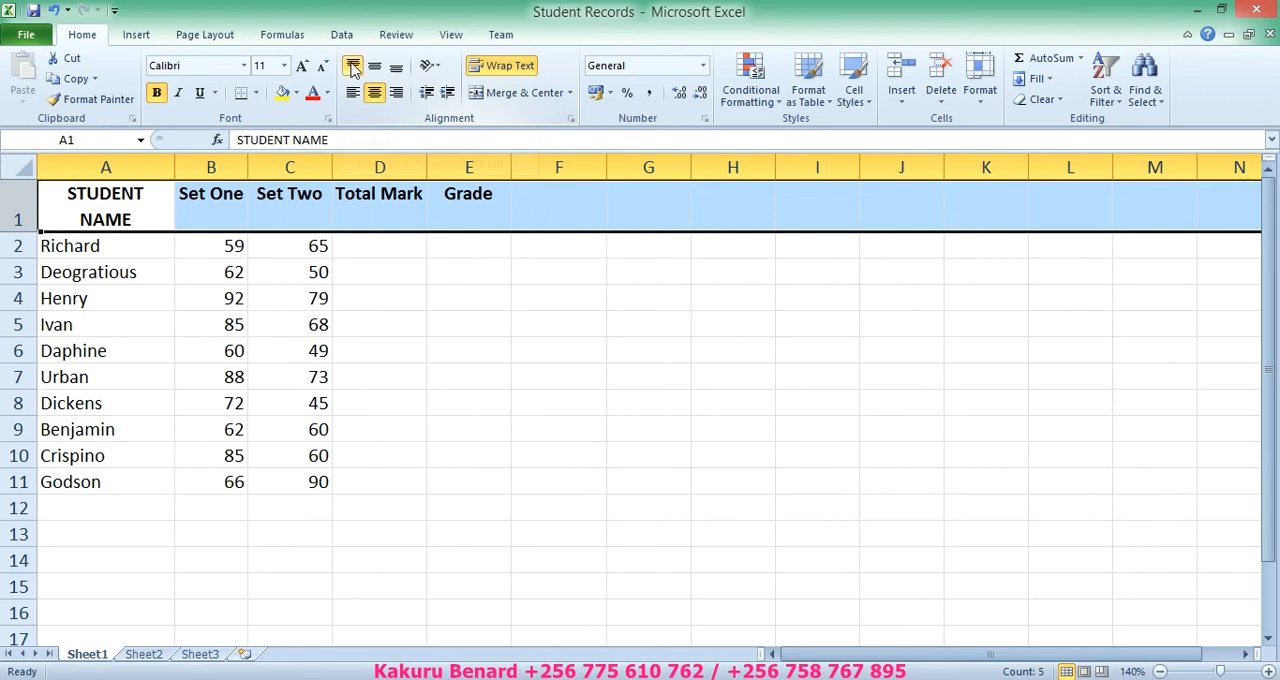 Student Records - Microsoft Excel
File Home Insert Page Layout Formulas Data Review View Team
Cut
Copy
Format Painter
Paste
Clipboard
Calibri 11
B I U
Font
Wrap Text
Merge & Center
Alignment
General
%
Number
Conditional Formatting
Format as Table
Cell Styles
Styles
Insert Delete Format
Cells
AutoSum
Fill
Clear
Sort & Filter
Find & Select
Editing
A1 fx STUDENT NAME
A B C D E F G H I J K L M N
1 STUDENT NAME Set One Set Two Total Mark Grade
2 Richard 59 65
3 Deogratious 62 50
4 Henry 92 79
5 Ivan 85 68
6 Daphine 60 49
7 Urban 88 73
8 Dickens 72 45
9 Benjamin 62 60
10 Crispino 85 60
11 Godson 66 90
12
13
14
15
16
17
Sheet1 Sheet2 Sheet3
Ready Kakuru Benard +256 775 610 762 / +256 758 767 895 Count: 5 140%